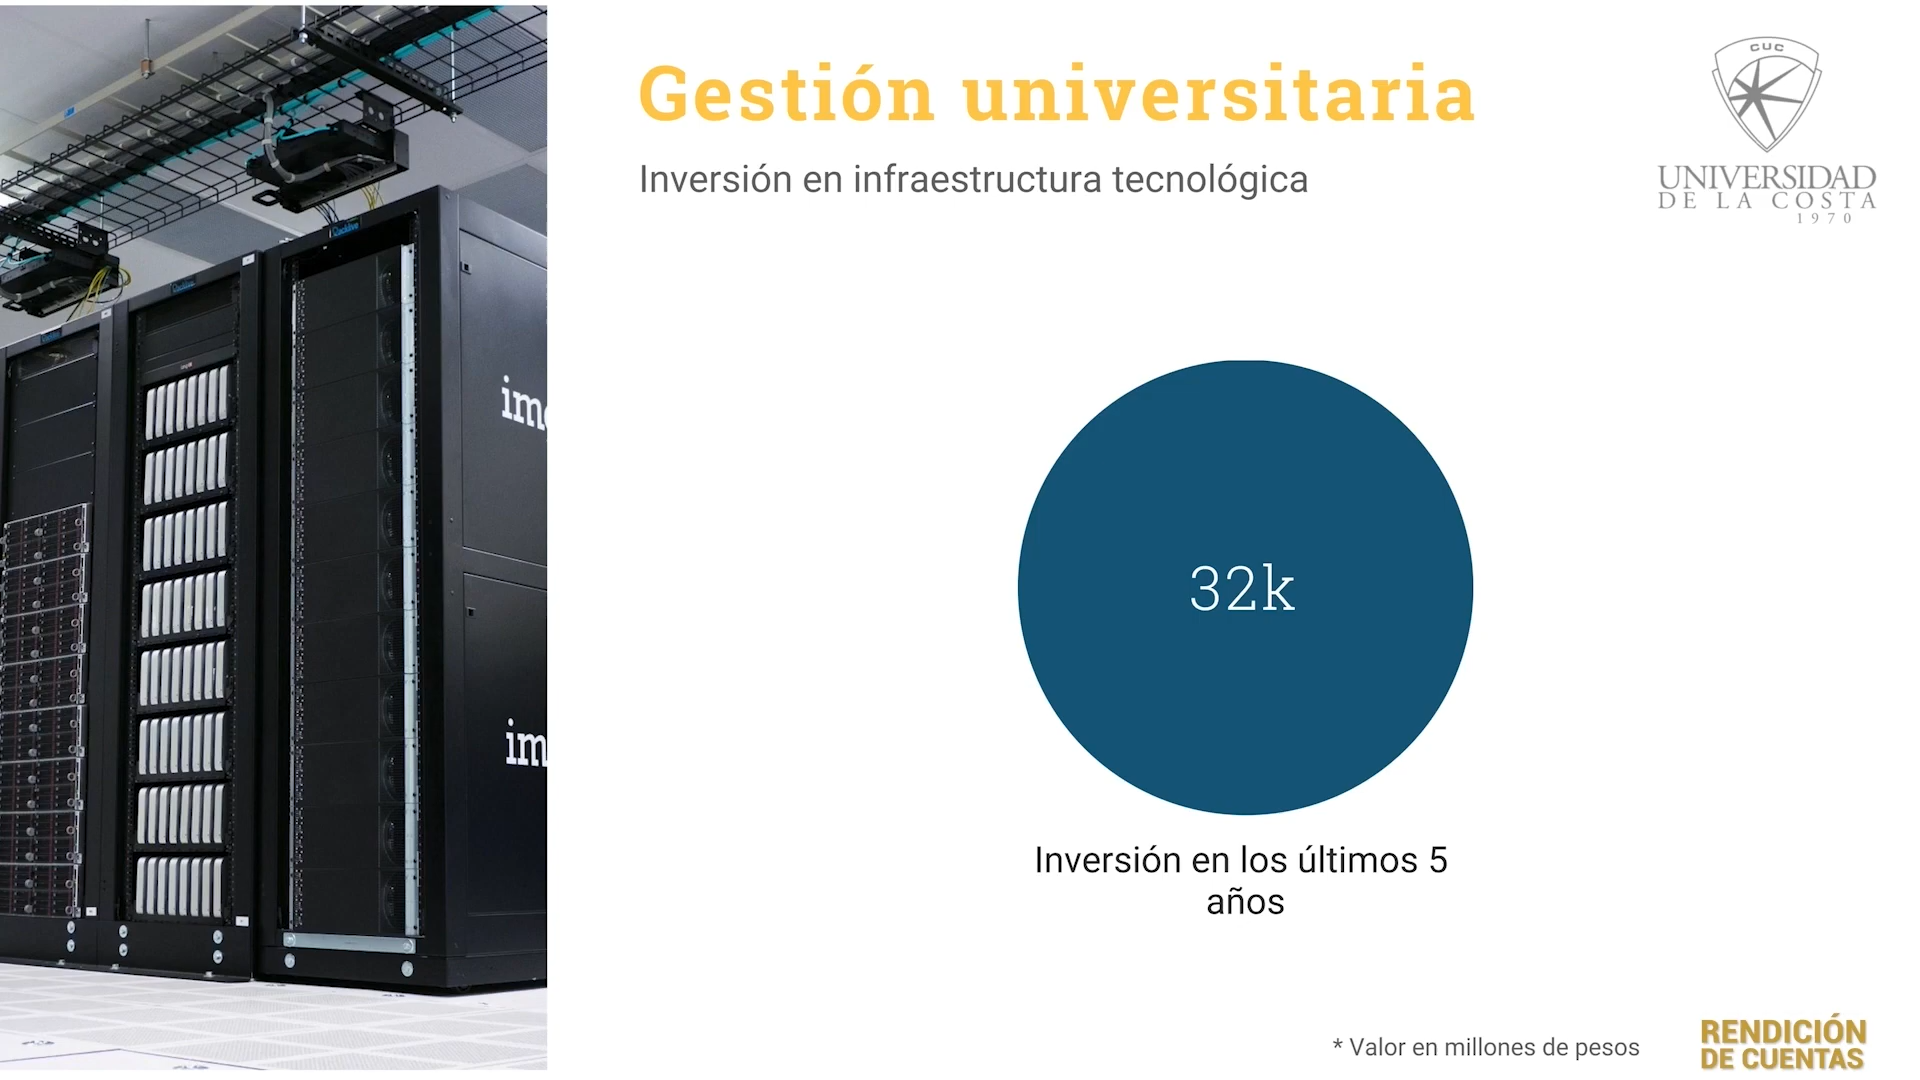 Gestión universitaria
Inversión en infraestructura tecnológica
CUC
UNIVERSIDAD
DE LA COSTA
1970
32k
Inversión en los últimos 5
años
* Valor en millones de pesos
RENDICIÓN
DE CUENTAS